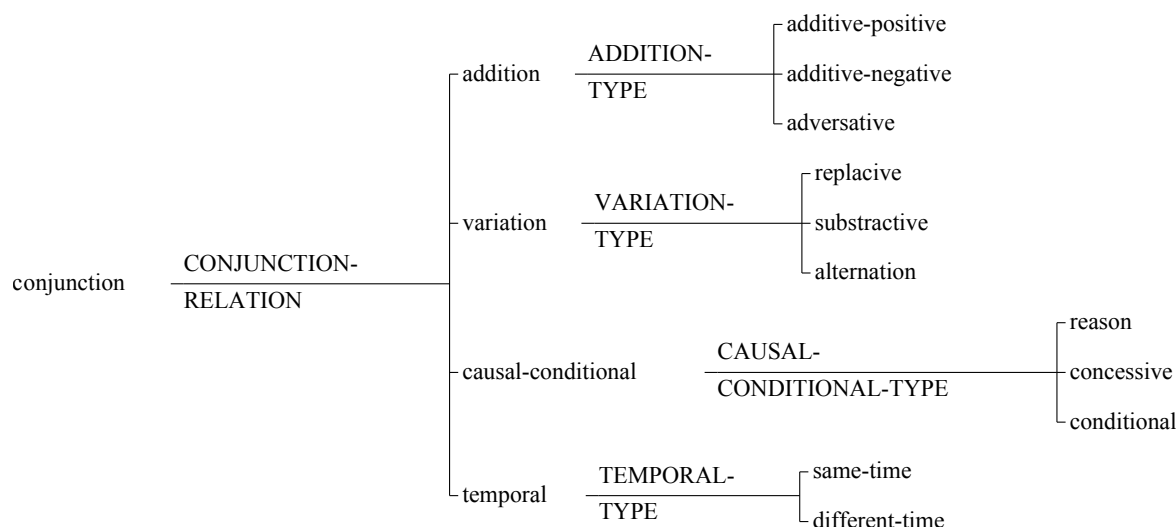 additive-positive
addition
ADDITION-
TYPE
additive-negative
adversative
replacive
variation
VARIATION-
TYPE
substractive
alternation
conjunction
CONJUNCTION-
RELATION
reason
causal-conditional
CAUSAL-
CONDITIONAL-TYPE
concessive
conditional
same-time
temporal
TEMPORAL-
TYPE
different-time